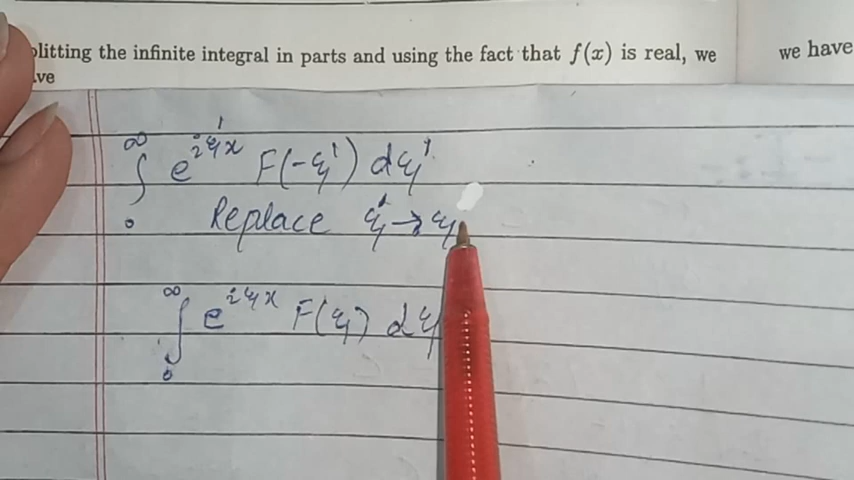 litting the infinite integral in parts and using the fact that f(x) is real, we
ve
we have
∫₀^∞ e^{iξ'x} F(-ξ') dξ'
Replace ξ' → ξ
∫₀^∞ e^{iξx} F(ξ) dξ